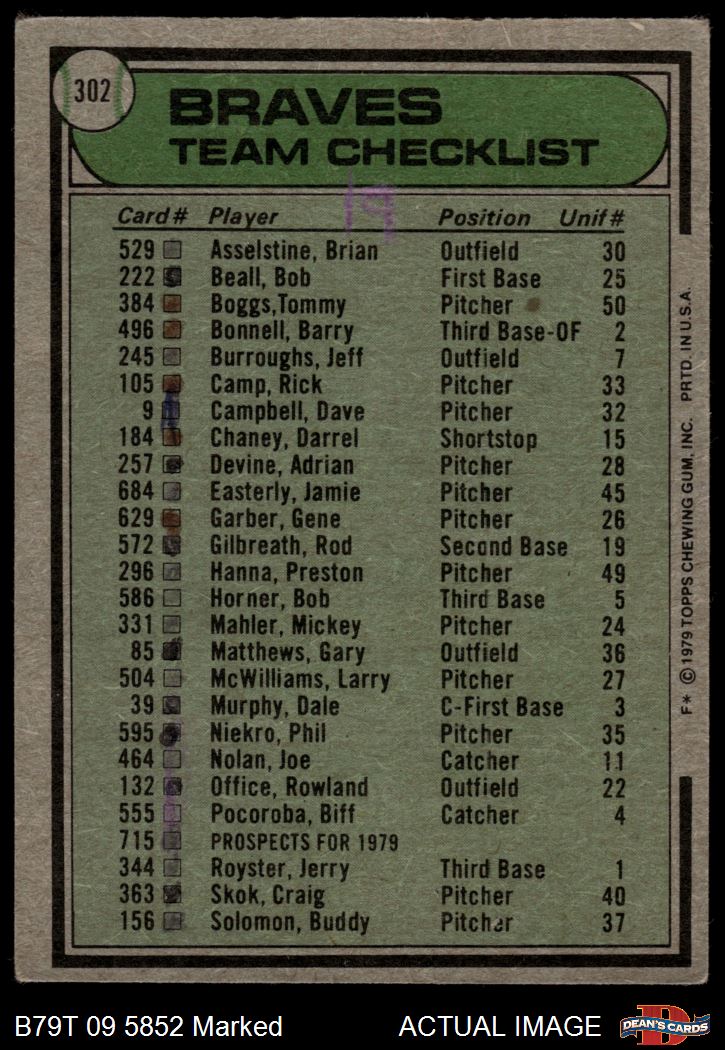 302
BRAVES
TEAM CHECKLIST
19
Card # Player Position Unif #
529 Asselstine, Brian Outfield 30
222 Beall, Bob First Base 25
384 Boggs,Tommy Pitcher 50
496 Bonnell, Barry Third Base-OF 2
245 Burroughs, Jeff Outfield 7
105 Camp, Rick Pitcher 33
9 Campbell, Dave Pitcher 32
184 Chaney, Darrel Shortstop 15
257 Devine, Adrian Pitcher 28
684 Easterly, Jamie Pitcher 45
629 Garber, Gene Pitcher 26
572 Gilbreath, Rod Second Base 19
296 Hanna, Preston Pitcher 49
586 Horner, Bob Third Base 5
331 Mahler, Mickey Pitcher 24
85 Matthews, Gary Outfield 36
504 McWilliams, Larry Pitcher 27
39 Murphy, Dale C-First Base 3
595 Niekro, Phil Pitcher 35
464 Nolan, Joe Catcher 11
132 Office, Rowland Outfield 22
555 Pocoroba, Biff Catcher 4
715 PROSPECTS FOR 1979
344 Royster, Jerry Third Base 1
363 Skok, Craig Pitcher 40
156 Solomon, Buddy Pitcher 37
F* © 1979 TOPPS CHEWING GUM, INC. PRTD. IN U.S.A.
B79T 09 5852 Marked ACTUAL IMAGE
D
DEAN'S CARDS